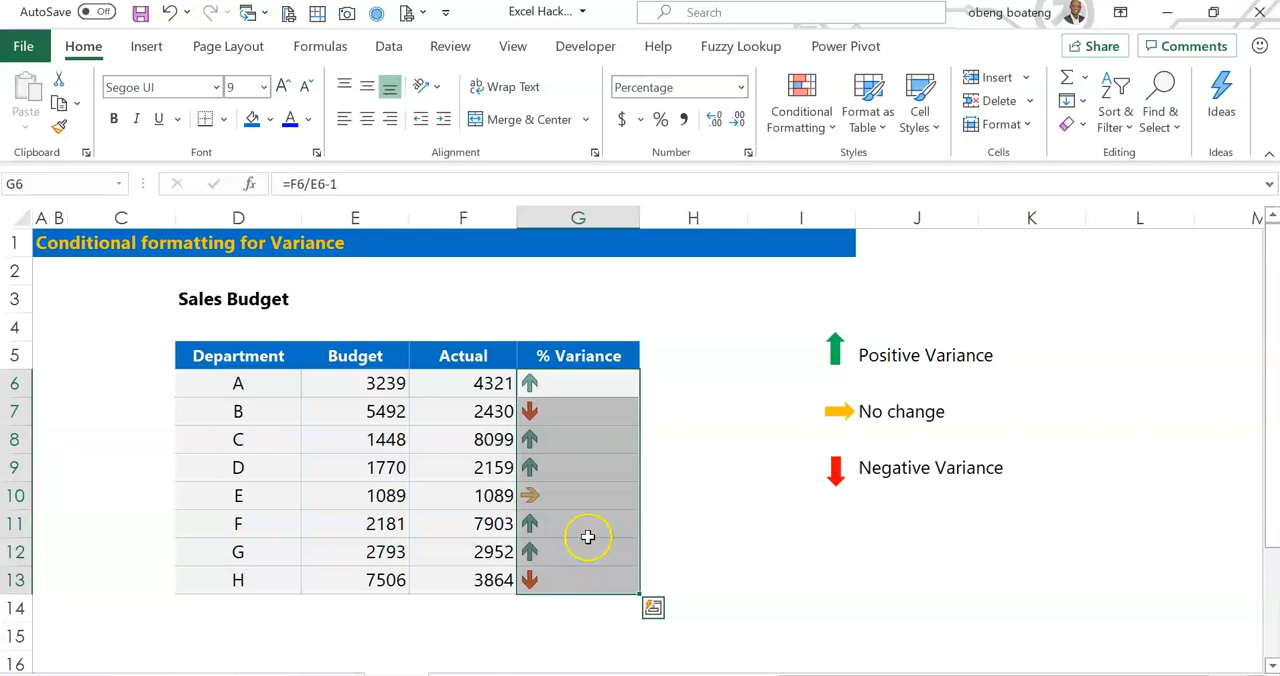 AutoSave Off Excel Hack... Search obeng boateng
File Home Insert Page Layout Formulas Data Review View Developer Help Fuzzy Lookup Power Pivot Share Comments
Paste Segoe UI 9 A A Wrap Text Percentage Conditional Formatting Format as Table Cell Styles Insert Sort & Filter Find & Select Ideas
B I U A Merge & Center $ % Delete
Format
Clipboard Font Alignment Number Styles Cells Editing Ideas
G6 fx =F6/E6-1
A B C D E F G H I J K L M
1 Conditional formatting for Variance
2
3 Sales Budget
4
5 Department Budget Actual % Variance Positive Variance
6 A 3239 4321
7 B 5492 2430 No change
8 C 1448 8099
9 D 1770 2159 Negative Variance
10 E 1089 1089
11 F 2181 7903
12 G 2793 2952
13 H 7506 3864
14
15
16